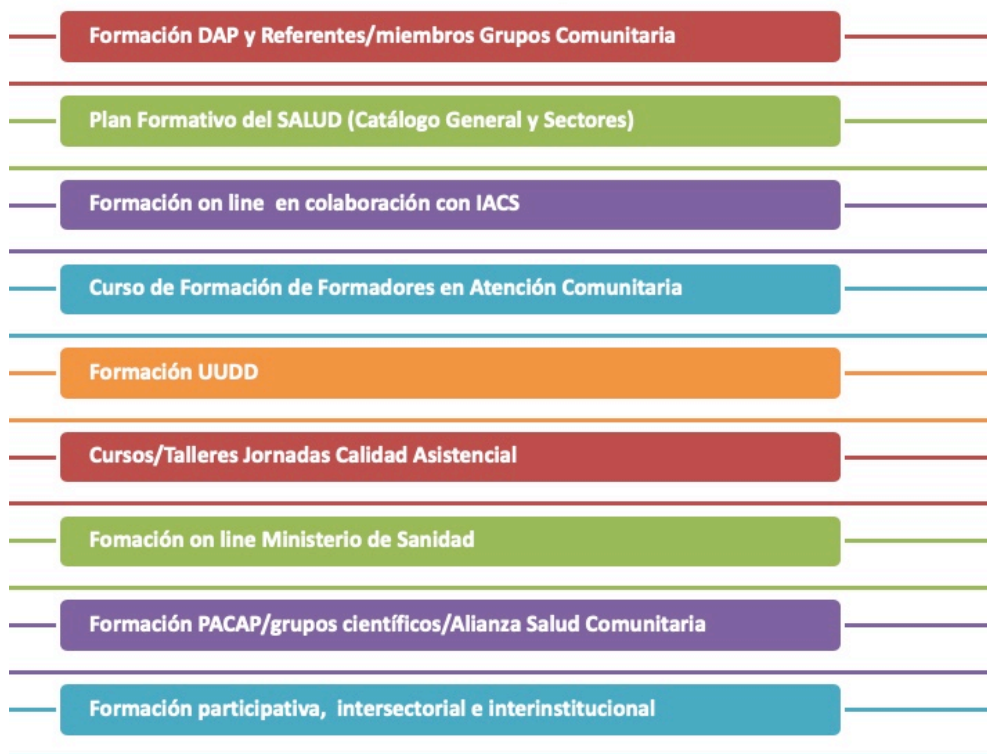 Formación DAP y Referentes/miembros Grupos Comunitaria
Plan Formativo del SALUD (Catálogo General y Sectores)
Formación on line  en colaboración con IACS
Curso de Formación de Formadores en Atención Comunitaria
Formación UUDD
Cursos/Talleres Jornadas Calidad Asistencial
Fomación on line Ministerio de Sanidad
Formación PACAP/grupos científicos/Alianza Salud Comunitaria
Formación participativa,  intersectorial e interinstitucional